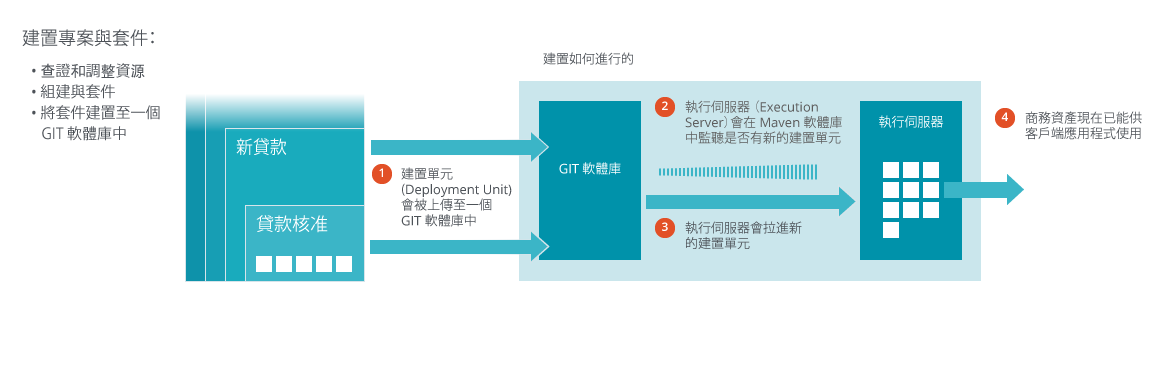 建置專案與套件：
• 查證和調整資源
• 組建與套件
• 將套件建置至一個
GIT 軟體庫中
新貸款
貸款核准
1
建置單元
(Deployment Unit)
會被上傳至一個
GIT 軟體庫中
建置如何進行的
GIT 軟體庫
2
執行伺服器（Execution
Server）會在 Maven 軟體庫
中監聽是否有新的建置單元
3
執行伺服器會拉進新
的建置單元
執行伺服器
4
商務資產現在已能供
客戶端應用程式使用